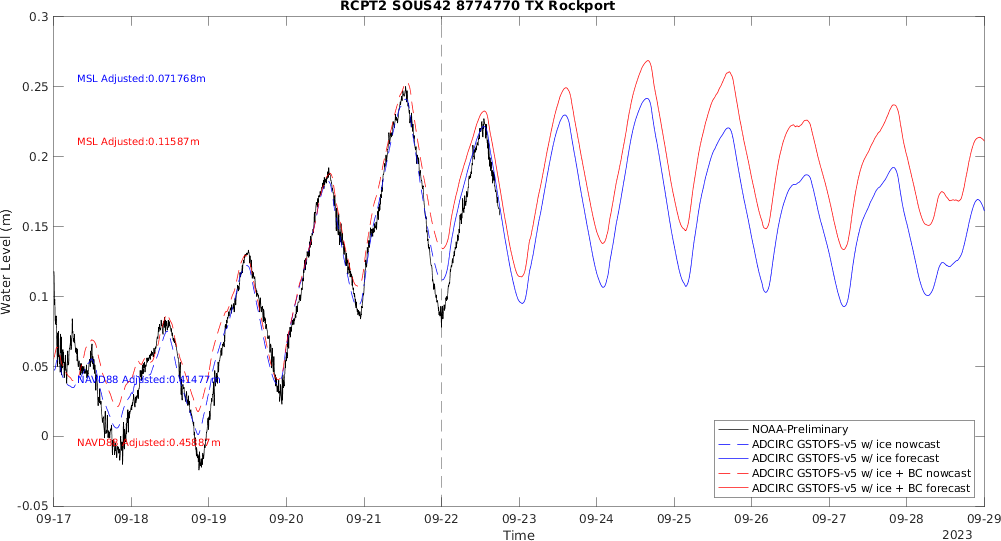 RCPT2 SOUS42 8774770 TX Rockport
0.3
0.25
0.2
0.15
0.1
0.05
0
-0.05
Water Level (m)
MSL Adjusted:0.071768m
MSL Adjusted:0.11587m
NAVD88 Adjusted:0.41477m
NAVD88 Adjusted:0.45887m
NOAA-Preliminary
ADCIRC GSTOFS-v5 w/ ice nowcast
ADCIRC GSTOFS-v5 w/ ice forecast
ADCIRC GSTOFS-v5 w/ ice + BC nowcast
ADCIRC GSTOFS-v5 w/ ice + BC forecast
09-17 09-18 09-19 09-20 09-21 09-22 09-23 09-24 09-25 09-26 09-27 09-28 09-29
Time
2023